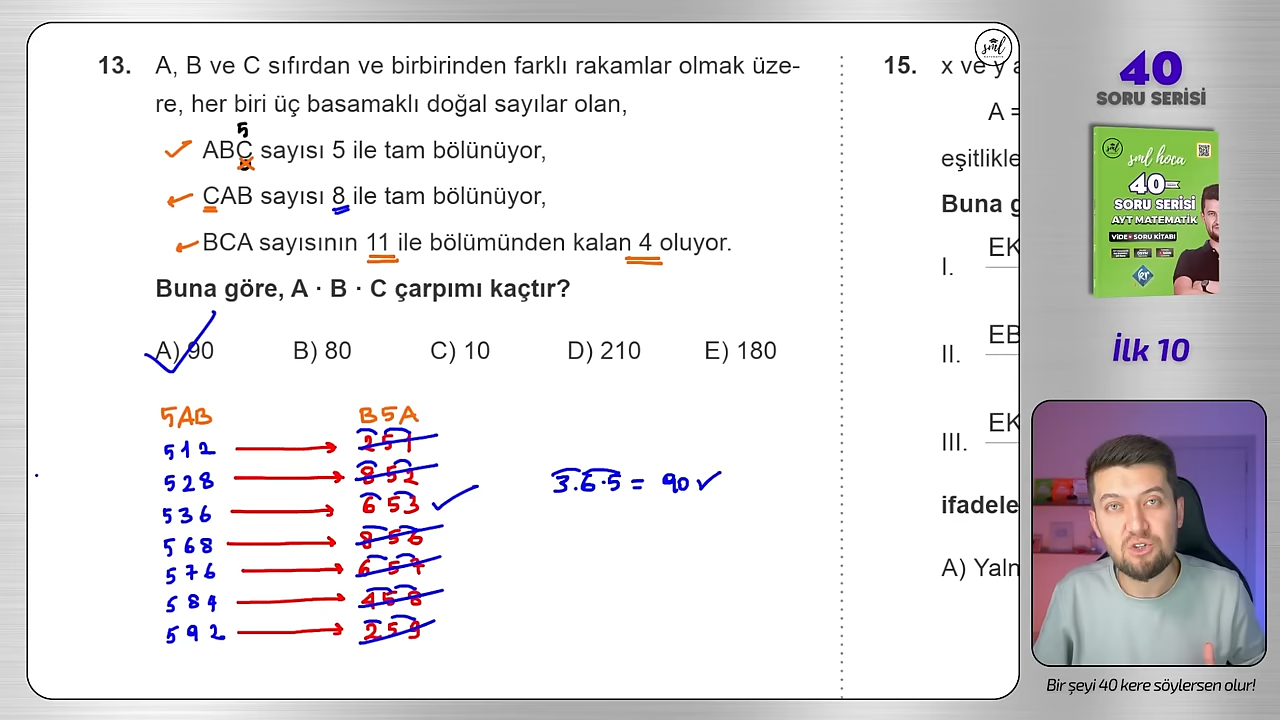 13. A, B ve C sıfırdan ve birbirinden farklı rakamlar olmak üze-
re, her biri üç basamaklı doğal sayılar olan,
5
ABC sayısı 5 ile tam bölünüyor,
CAB sayısı 8 ile tam bölünüyor,
BCA sayısının 11 ile bölümünden kalan 4 oluyor.
Buna göre, A · B · C çarpımı kaçtır?
A) 90 B) 80 C) 10 D) 210 E) 180
5AB B5A
512 251
528 852
536 653
568 856
576 657
584 458
592 259
3.6.5 = 90
sml
15. x ve y
A =
eşitlikle
Buna g
I. EK
II. EB
III. EK
ifadele
A) Yaln
40
SORU SERİSİ
sml
sml hoca
40
SORU SERİSİ
AYT MATEMATİK
VİDEO SORU KİTABI
İlk 10
Bir şeyi 40 kere söylersen olur!